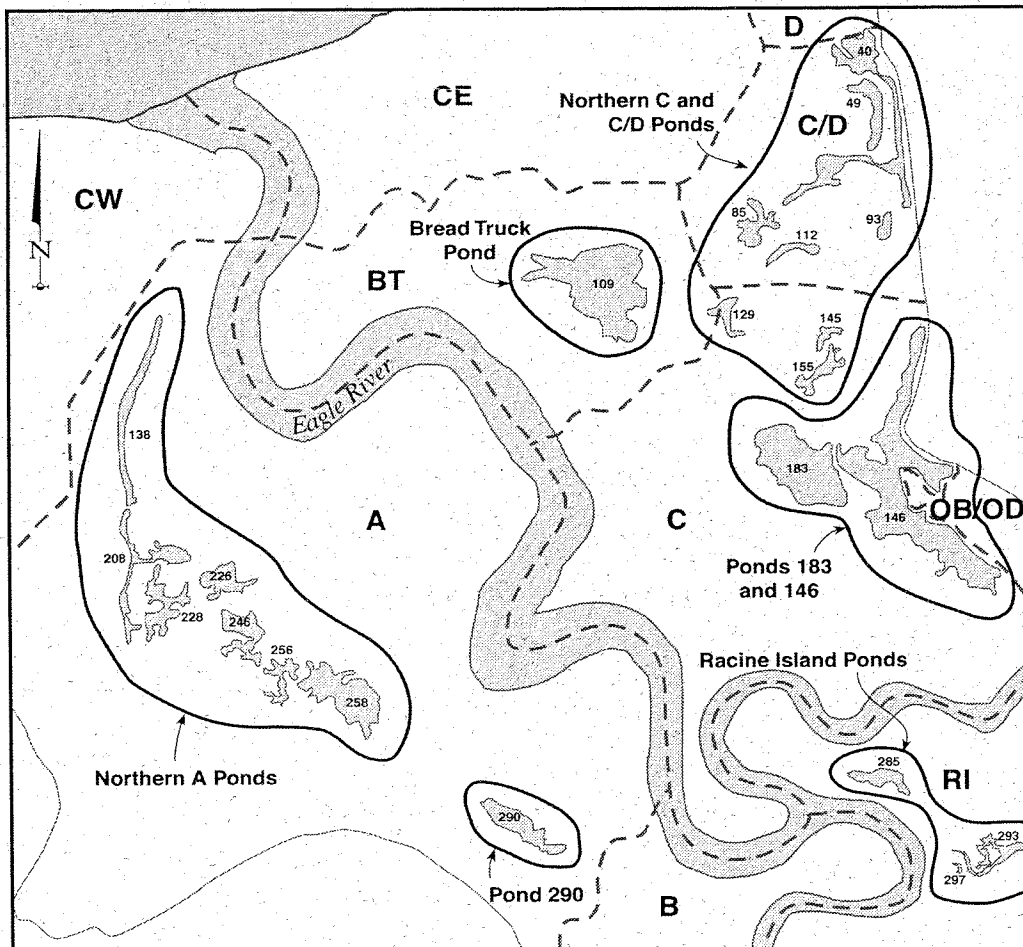 D
40
CE
Northern C and
C/D Ponds
49
C/D
CW
N
85
93
112
Bread Truck
Pond
BT
109
129
145
155
Eagle River
138
183
A
C
146
OB/OD
208
Ponds 183
and 146
226
228
246
256
258
Racine Island Ponds
Northern A Ponds
285
RI
290
293
297
Pond 290
B